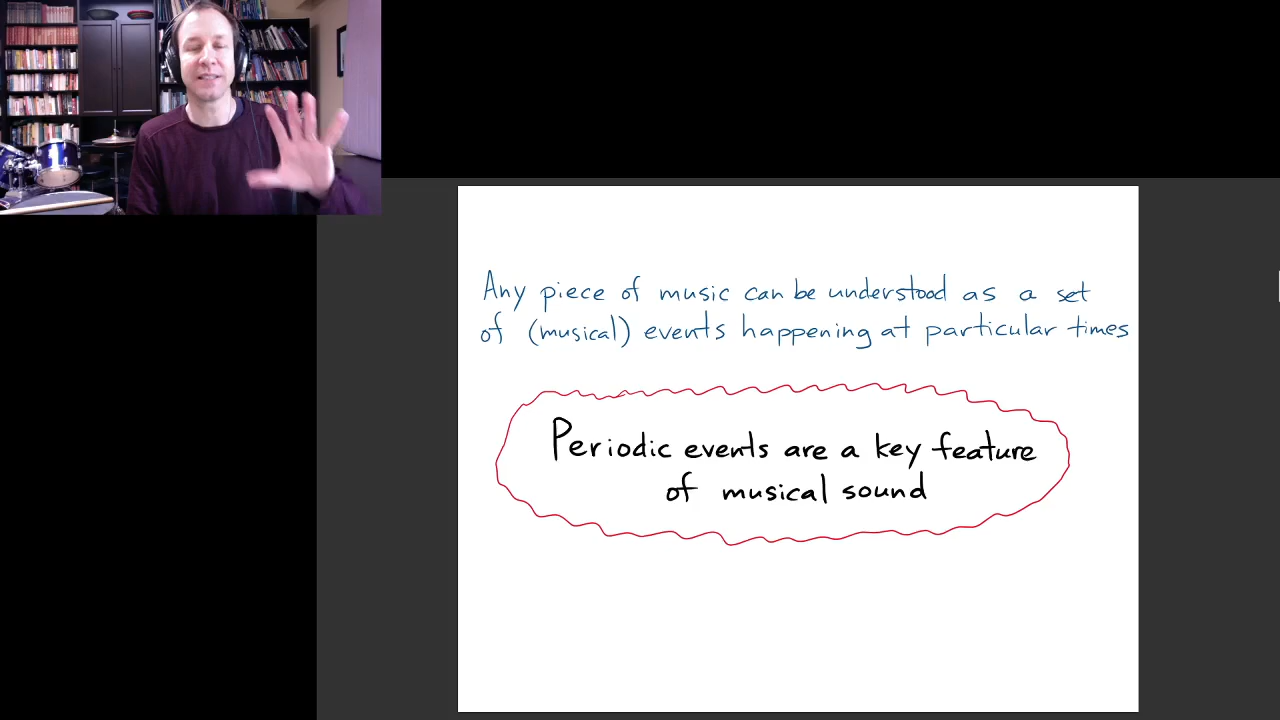 Any piece of music can be understood as a set
of (musical) events happening at particular times
Periodic events are a key feature
of musical sound